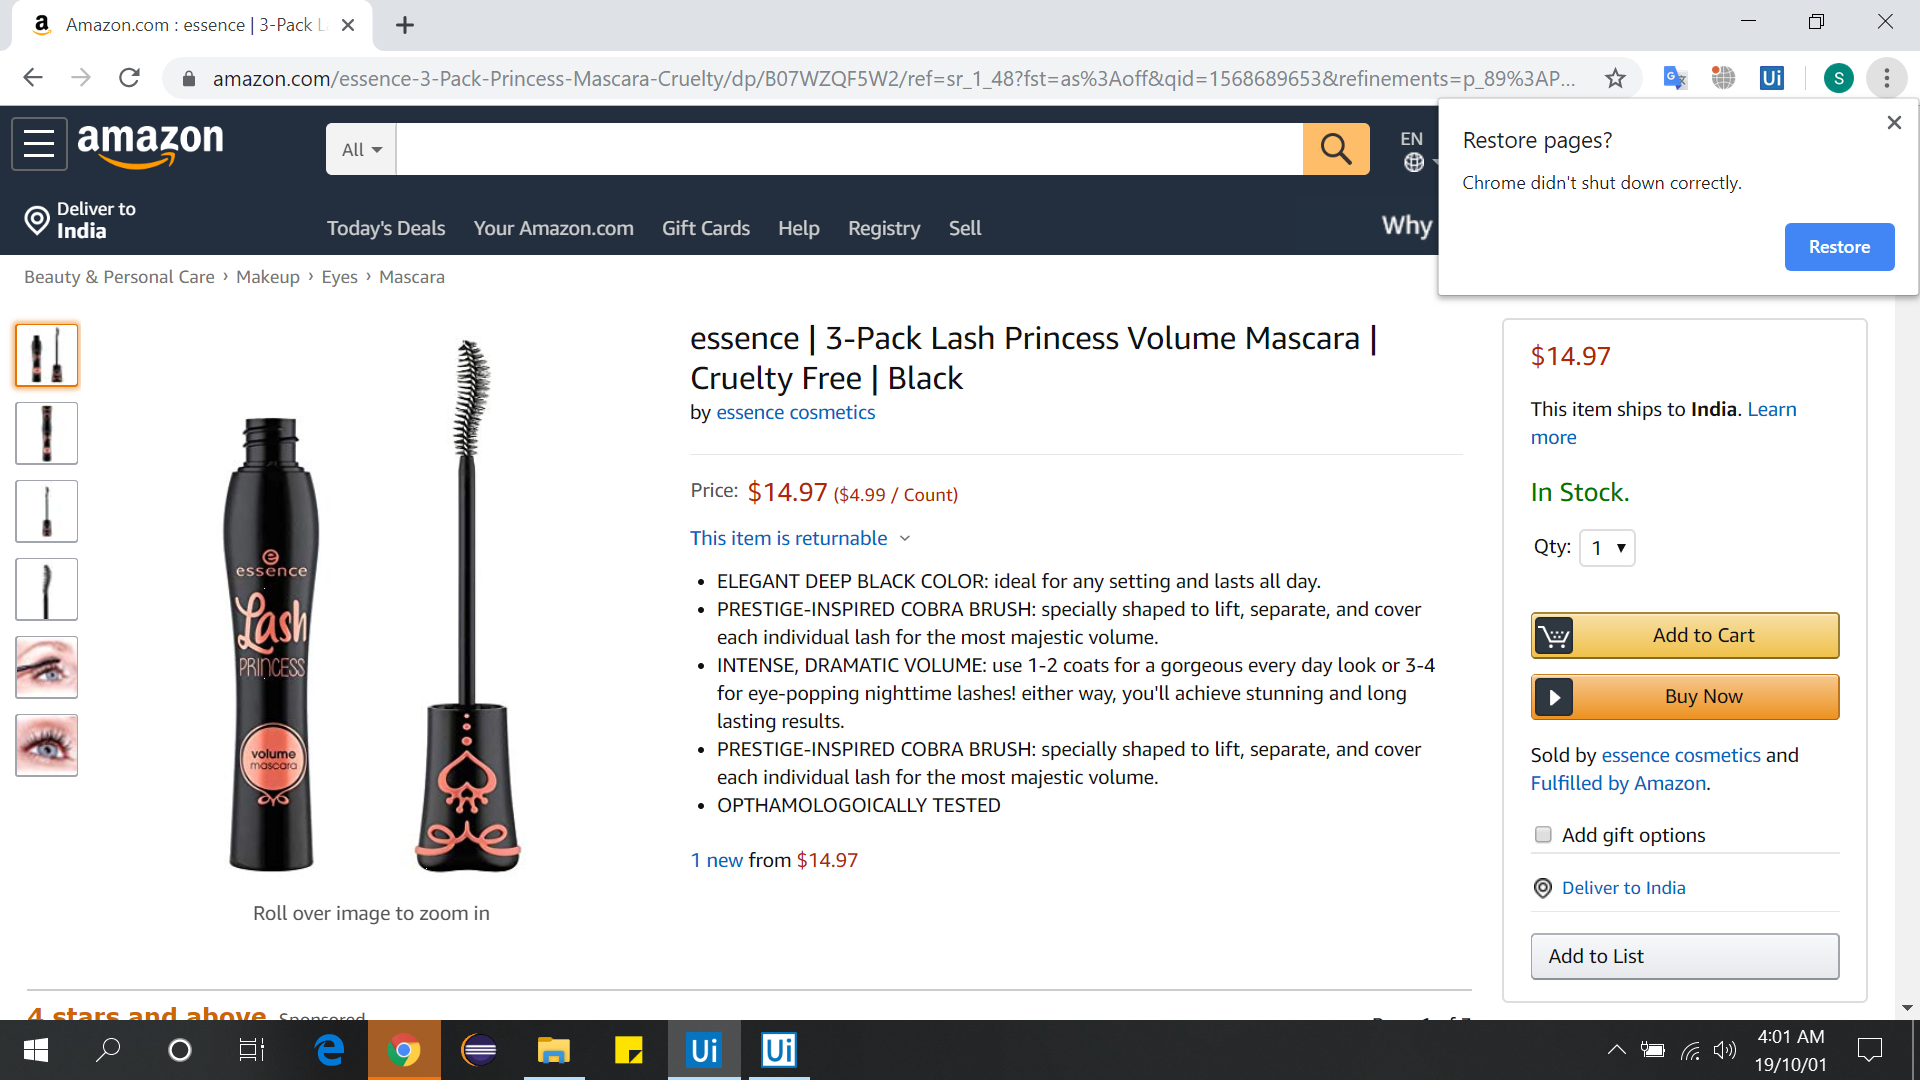 Amazon.com : essence | 3-Pack L
amazon.com/essence-3-Pack-Princess-Mascara-Cruelty/dp/B07WZQF5W2/ref=sr_1_48?fst=as%3Aoff&qid=1568689653&refinements=p_89%3AP...
Ui
S
Restore pages?
Chrome didn't shut down correctly.
Restore
amazon
All
EN
Deliver to
India
Today's Deals
Your Amazon.com
Gift Cards
Help
Registry
Sell
Why
Beauty & Personal Care › Makeup › Eyes › Mascara
essence
Lash
PRINCESS
volume
mascara
Roll over image to zoom in
essence | 3-Pack Lash Princess Volume Mascara |
Cruelty Free | Black
by essence cosmetics
Price: $14.97 ($4.99 / Count)
This item is returnable
• ELEGANT DEEP BLACK COLOR: ideal for any setting and lasts all day.
• PRESTIGE-INSPIRED COBRA BRUSH: specially shaped to lift, separate, and cover
each individual lash for the most majestic volume.
• INTENSE, DRAMATIC VOLUME: use 1-2 coats for a gorgeous every day look or 3-4
for eye-popping nighttime lashes! either way, you'll achieve stunning and long
lasting results.
• PRESTIGE-INSPIRED COBRA BRUSH: specially shaped to lift, separate, and cover
each individual lash for the most majestic volume.
• OPTHAMOLOGOICALLY TESTED
1 new from $14.97
$14.97
This item ships to India. Learn
more
In Stock.
Qty: 1
Add to Cart
Buy Now
Sold by essence cosmetics and
Fulfilled by Amazon.
Add gift options
Deliver to India
Add to List
4 stars and above Sponsored
Ui
Ui
4:01 AM
19/10/01